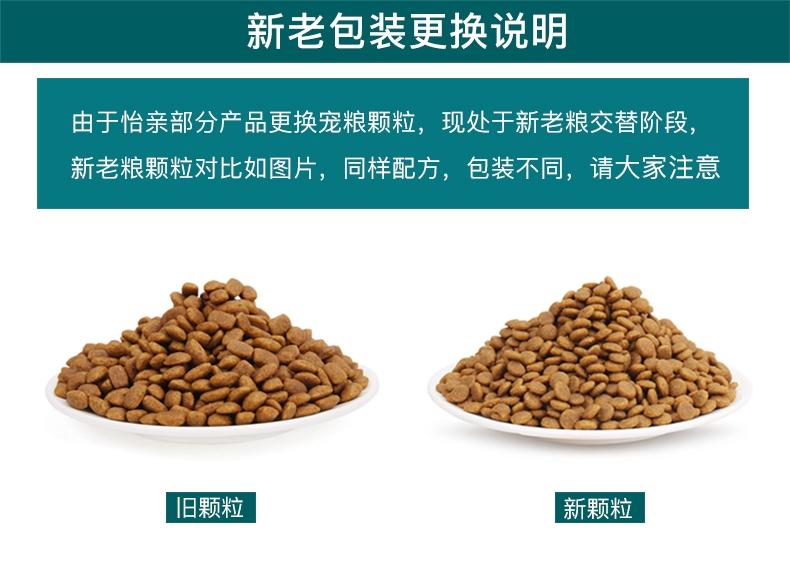 新老包装更换说明
由于怡亲部分产品更换宠粮颗粒，现处于新老粮交替阶段，
新老粮颗粒对比如图片，同样配方，包装不同，请大家注意
旧颗粒
新颗粒